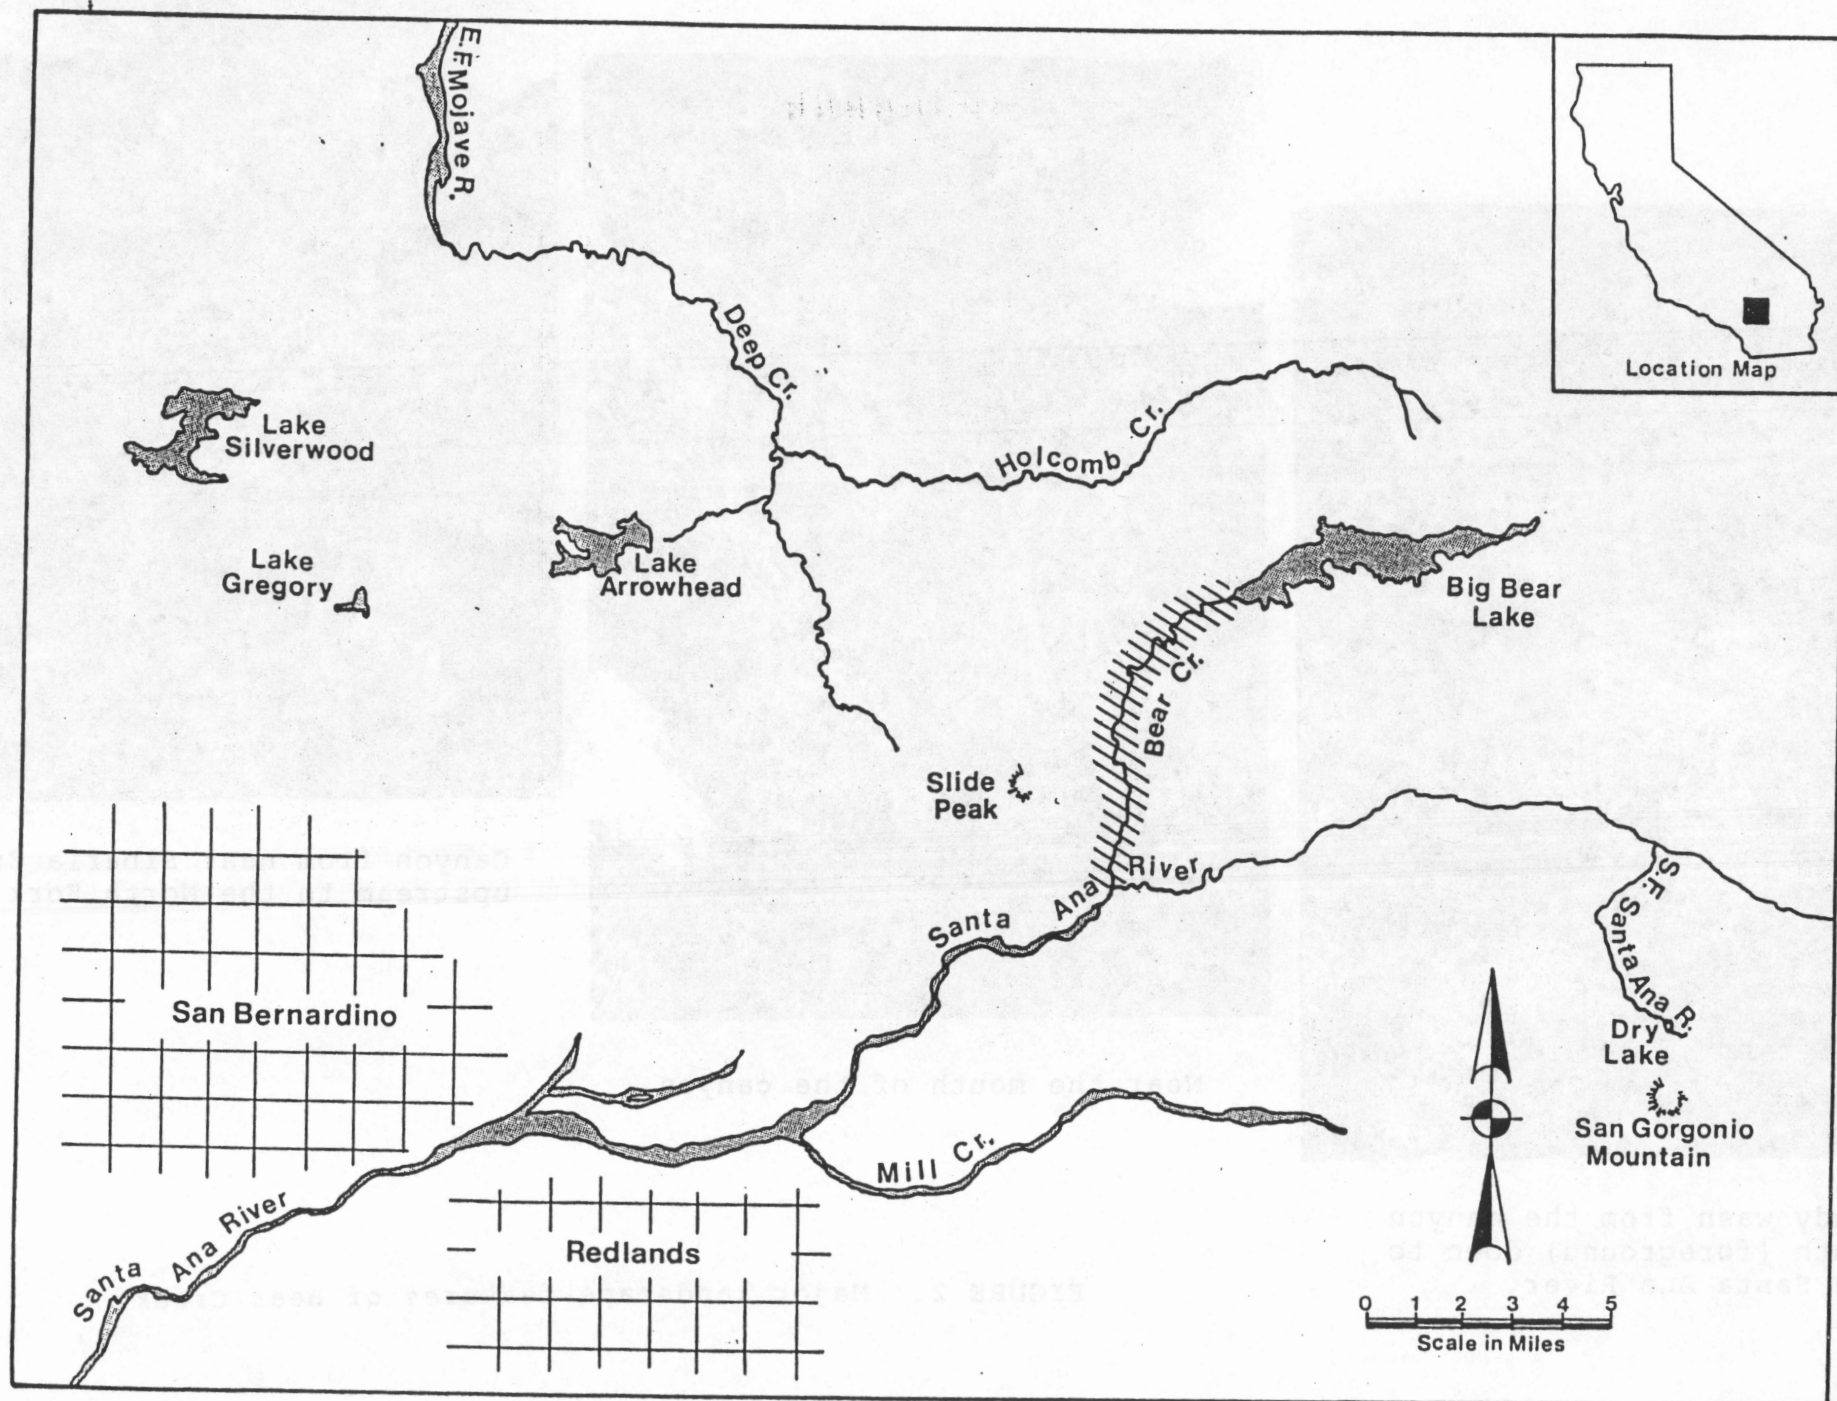 E.F. Mojave R.
Location Map
Deep Cr.
Lake
Silverwood
Holcomb Cr.
Lake
Gregory
Lake
Arrowhead
Big Bear
Lake
Bear Cr.
Slide
Peak
Santa Ana River
S.F. Santa Ana R.
San Bernardino
Dry
Lake
San Gorgonio
Mountain
Mill Cr.
Santa Ana River
Redlands
0 1 2 3 4 5
Scale in Miles